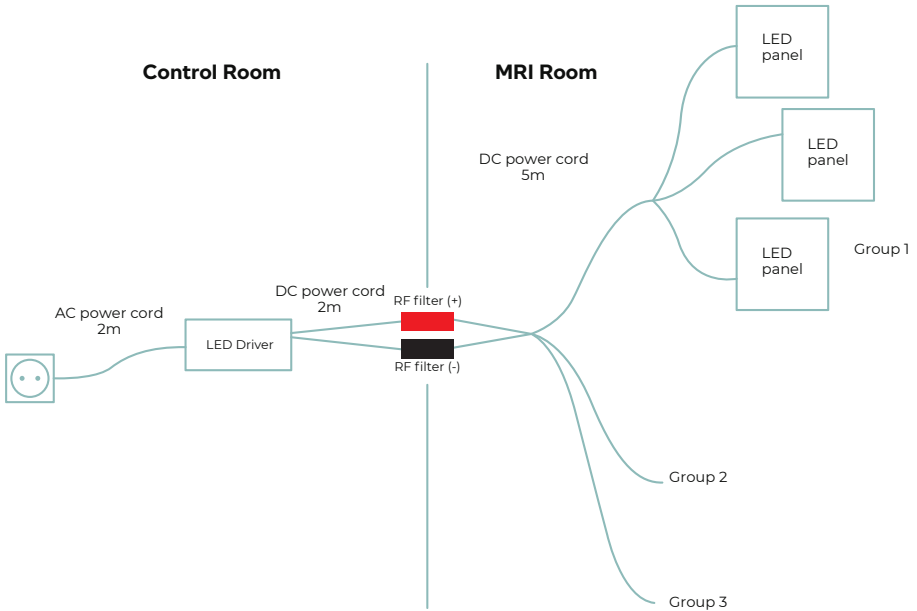 Control Room
MRI Room
LED
panel
LED
panel
DC power cord
5m
LED
panel
Group 1
DC power cord
2m
RF filter (+)
AC power cord
2m
LED Driver
RF filter (-)
Group 2
Group 3